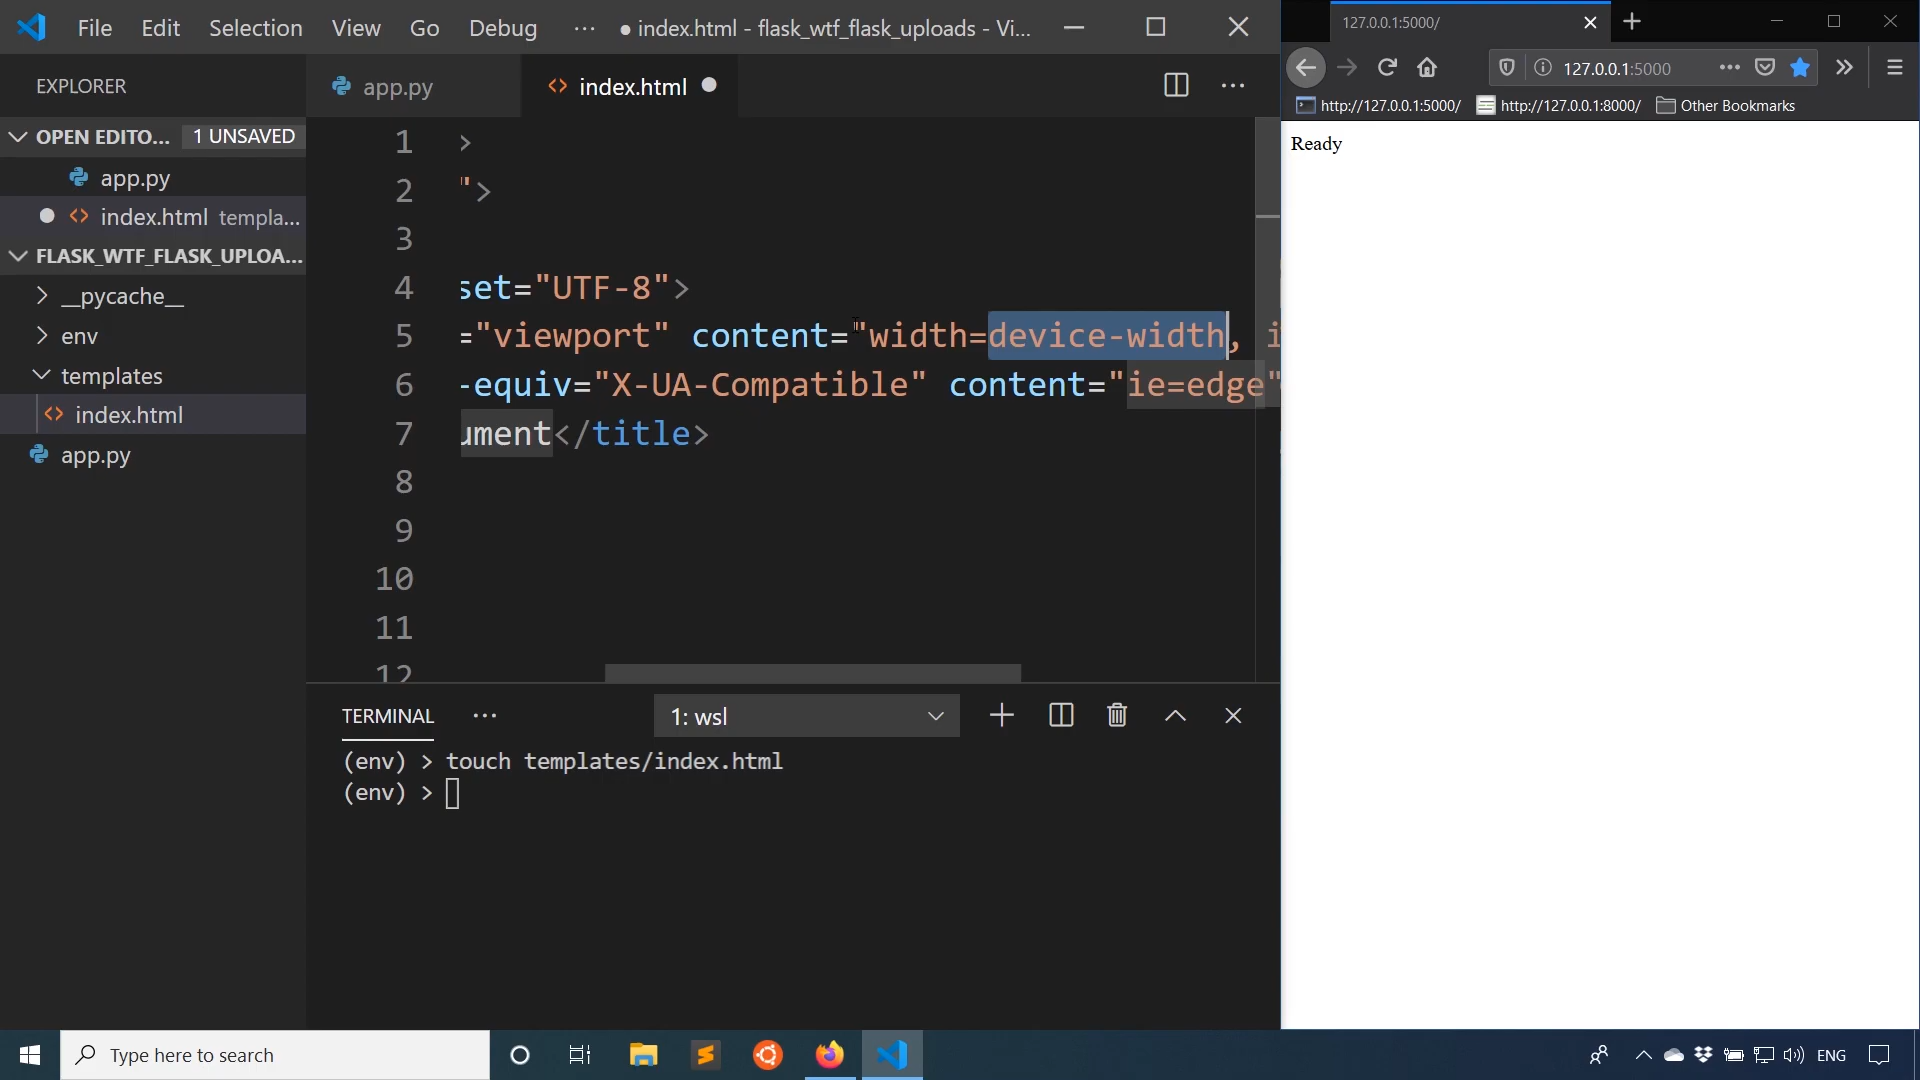 File Edit Selection View Go Debug ··· ● index.html - flask_wtf_flask_uploads - Vi...
EXPLORER
OPEN EDITO... 1 UNSAVED
app.py
index.html templa...
FLASK_WTF_FLASK_UPLOA...
__pycache__
env
templates
index.html
app.py
app.py index.html
1 >
2 ">
3
4 set="UTF-8">
5 ="viewport" content="width=device-width, i
6 -equiv="X-UA-Compatible" content="ie=edge"
7 ument</title>
8
9
10
11
12
TERMINAL ··· 1: wsl
(env) > touch templates/index.html
(env) >
127.0.0.1:5000/
127.0.0.1:5000
http://127.0.0.1:5000/ http://127.0.0.1:8000/ Other Bookmarks
Ready
Type here to search
ENG